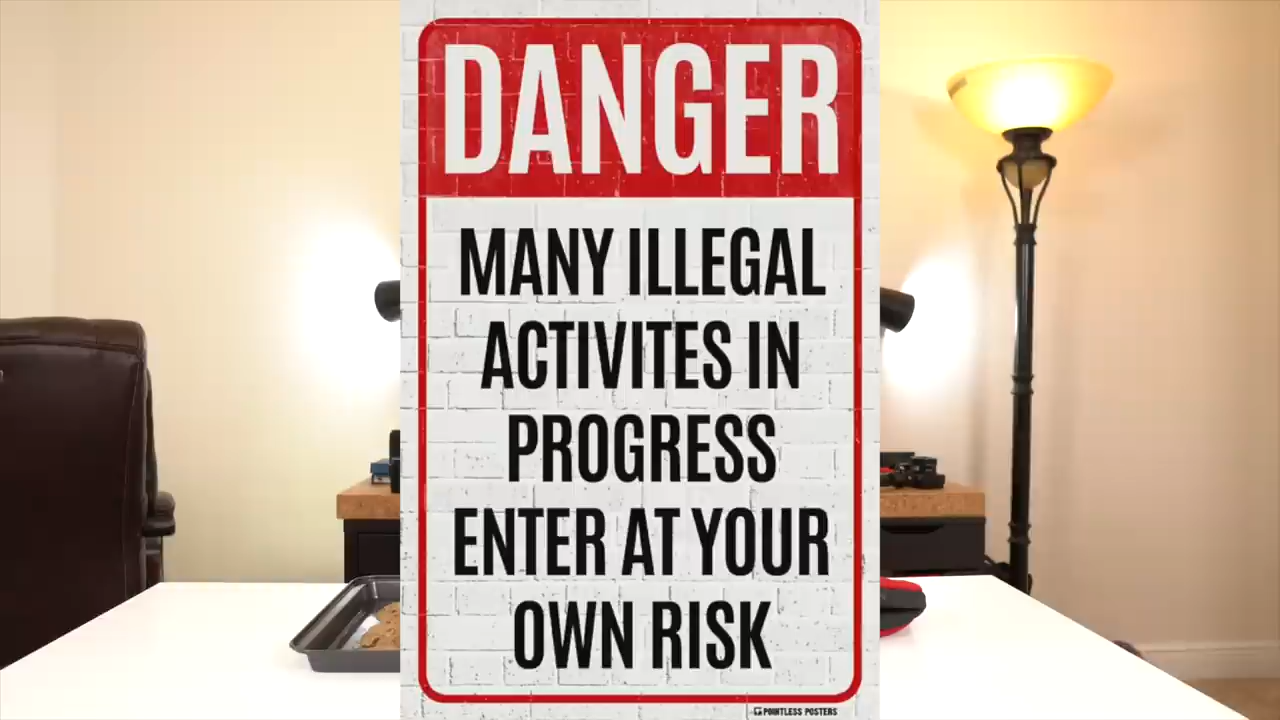 DANGER
MANY ILLEGAL
ACTIVITES IN
PROGRESS
ENTER AT YOUR
OWN RISK
POINTLESS POSTERS